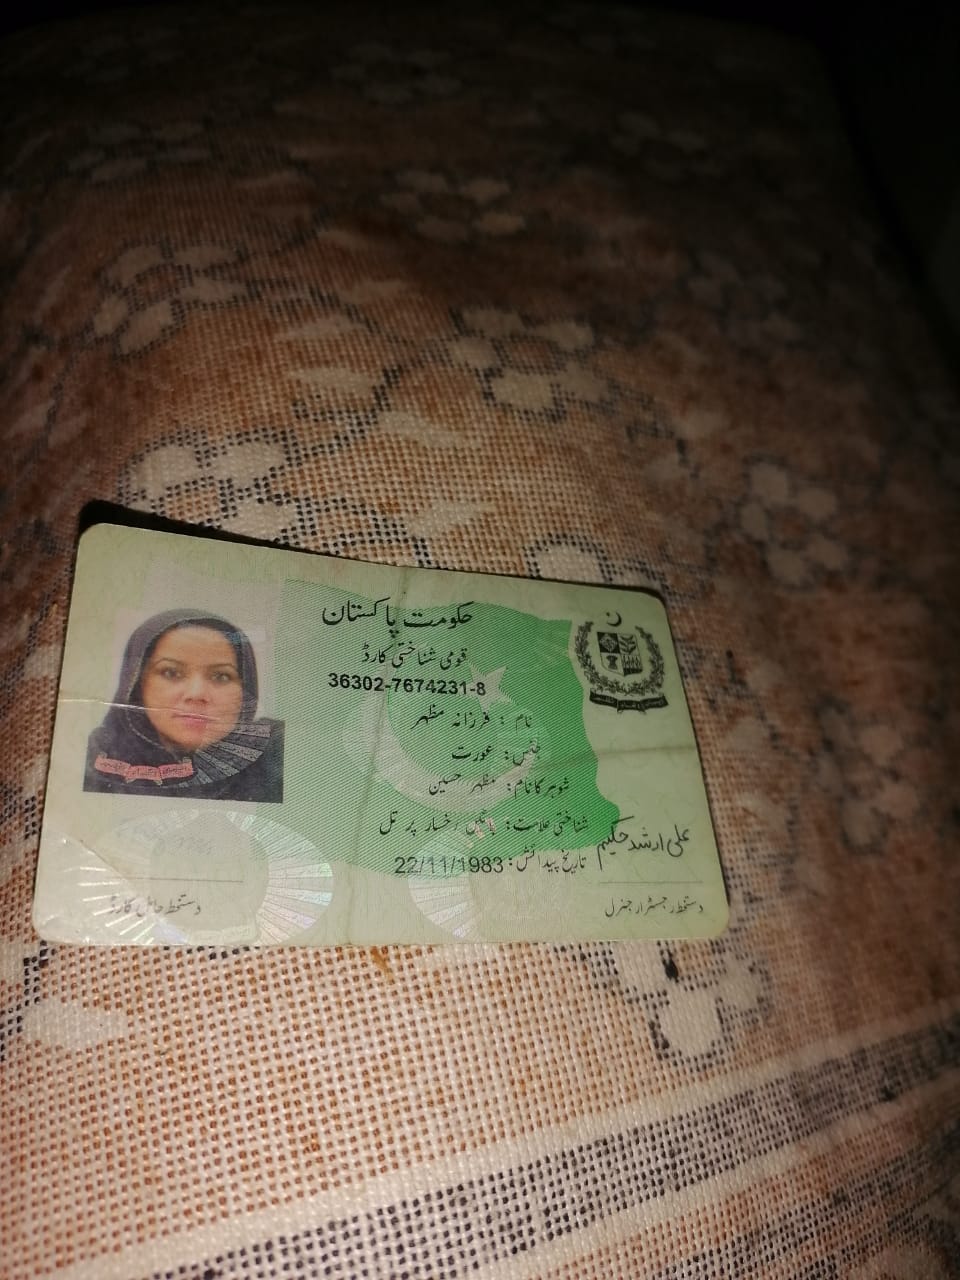 حکومت پاکستان
قومی شناختی کارڈ
36302-7674231-8
نام : فرزانہ مظہر
جنس: عورت
شوہر کا نام: مظہر حسین
شناختی علامت: رخسار پر تل
تاریخ پیدائش: 22/11/1983
علی ارشد حکیم
دستخط حامل کارڈ
دستخط رجسٹرار جنرل